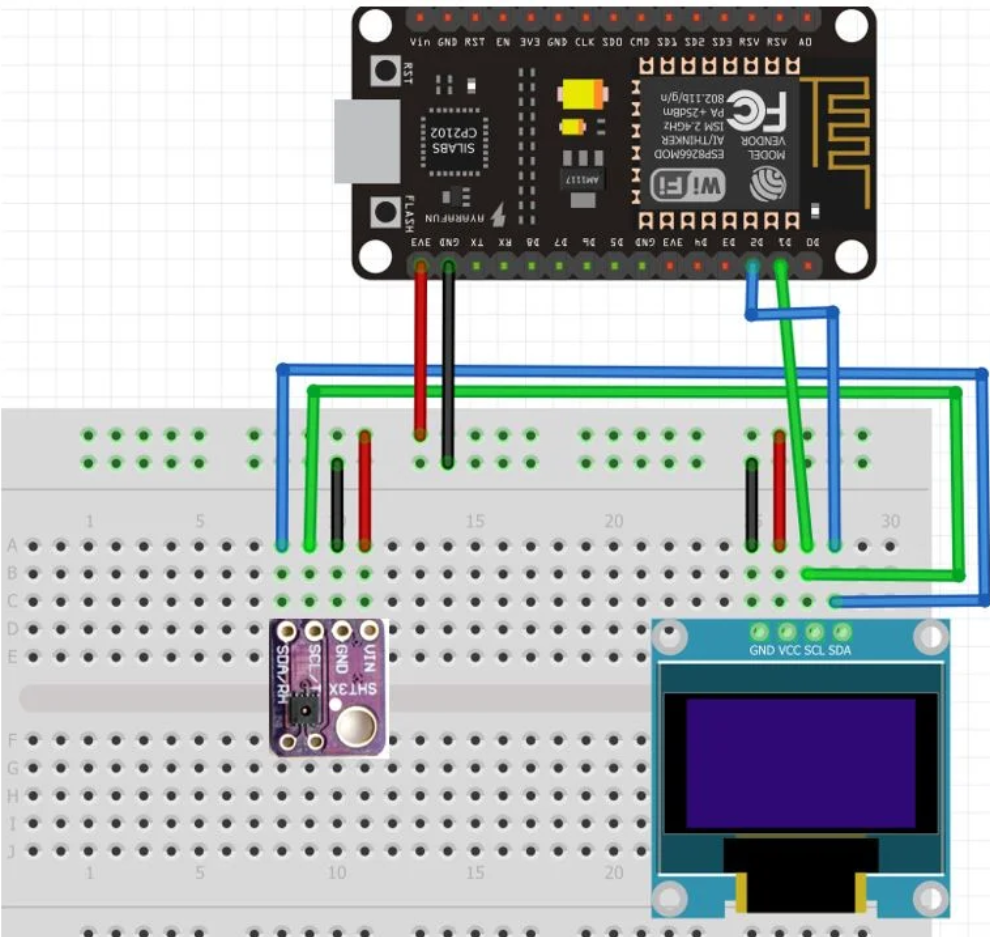 Vin GND RST EN 3V3 GND CLK SD0 CMD SD1 SD2 SD3 RSV RSV A0
RST
SILABS
CP2102
AM1117
FLASH
AYARAFUN
802.11b/g/n
PA +25dBm
ISM 2.4GHz
AI/THINKER
ESP8266MOD
FC
VENDOR
MODEL
WiFi
3V3 GND TX RX D8 D7 D6 D5 GND 3V3 D4 D3 D2 D1 D0
1 5 15 20 30
A
B
C
D
E
SDA/RH
SCL/T
GND
VIN
SHT3X
GND VCC SCL SDA
F
G
H
I
J
1 5 10 15 20